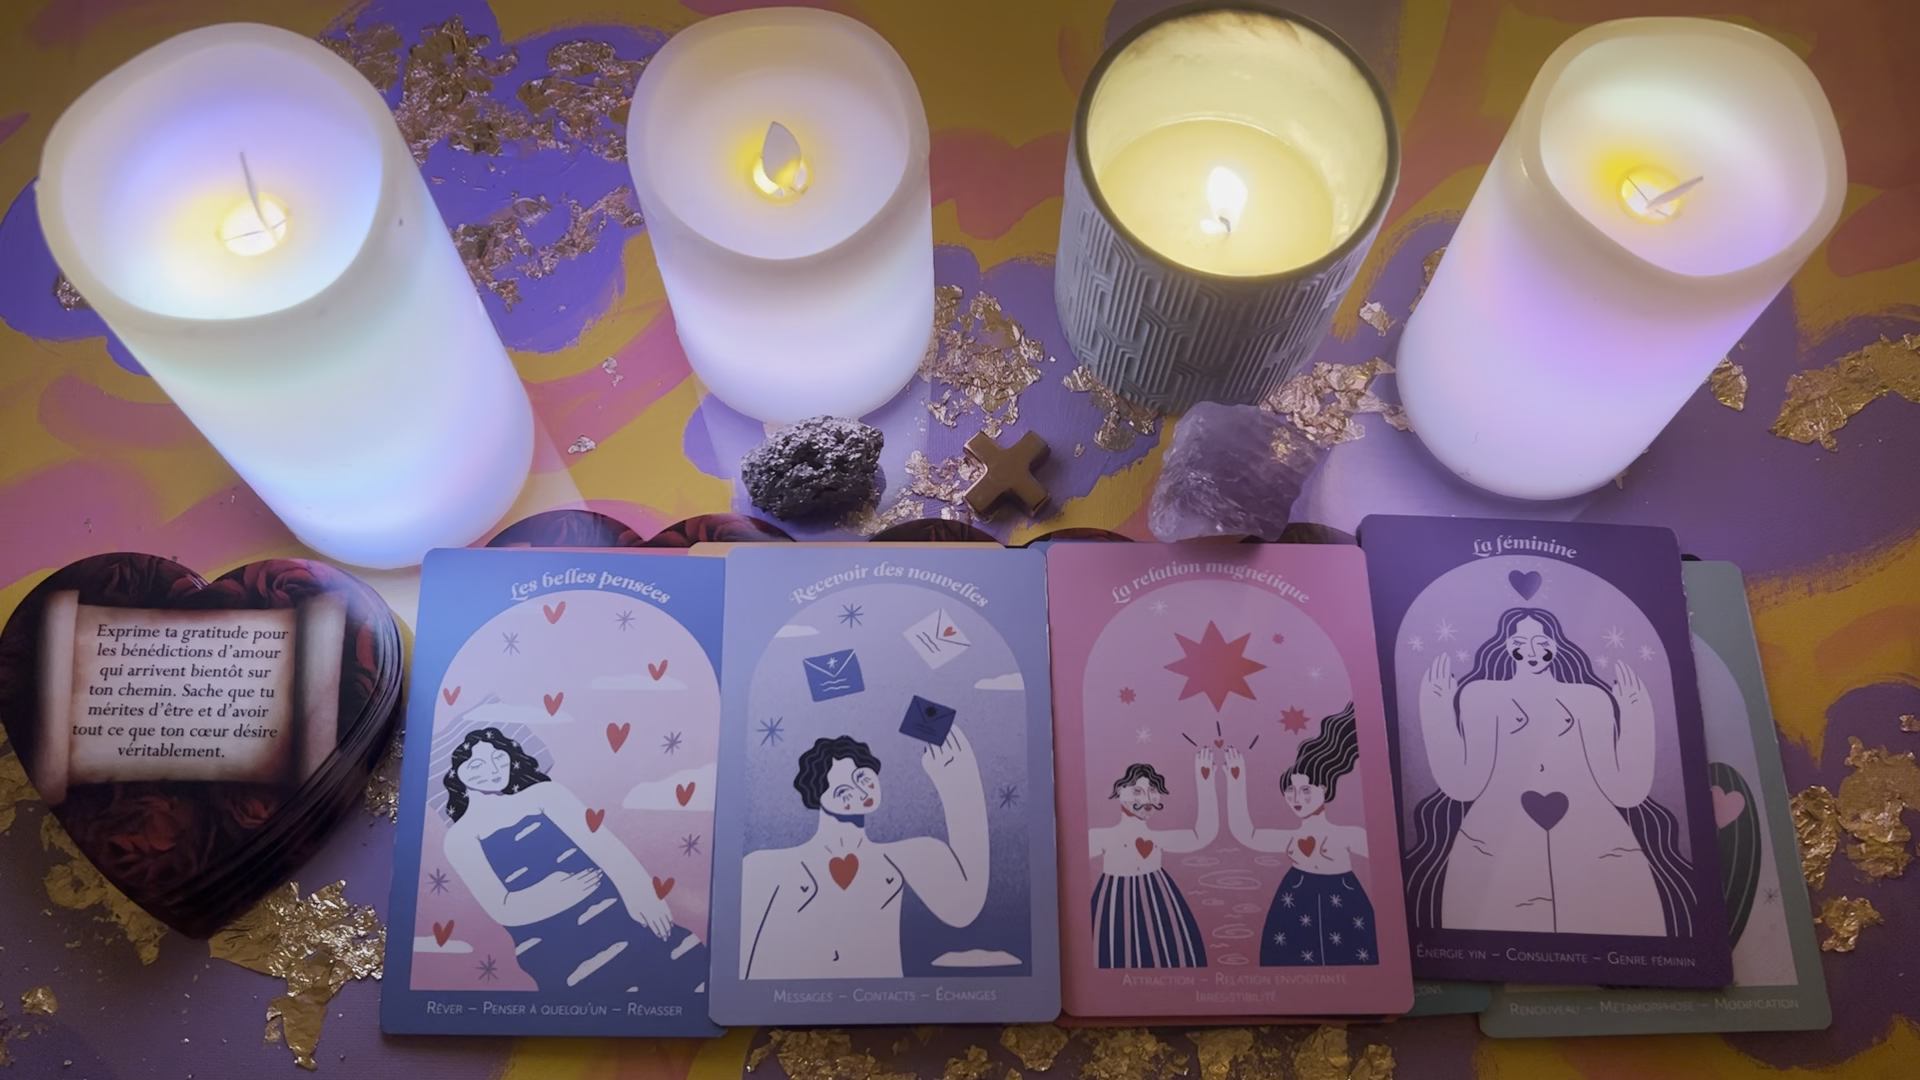 Exprime ta gratitude pour
les bénédictions d'amour
qui arrivent bientôt sur
ton chemin. Sache que tu
mérites d'être et d'avoir
tout ce que ton cœur désire
véritablement.
Les belles pensées
RÊVER – PENSER À QUELQU'UN – RÊVASSER
Recevoir des nouvelles
MESSAGES – CONTACTS – ÉCHANGES
La relation magnétique
ATTRACTION – RELATION ENVOUTANTE
IRRÉSISTIBILITÉ
La féminine
ÉNERGIE YIN – CONSULTANTE – GENRE FÉMININ
RENOUVEAU – MÉTAMORPHOSE – MODIFICATION